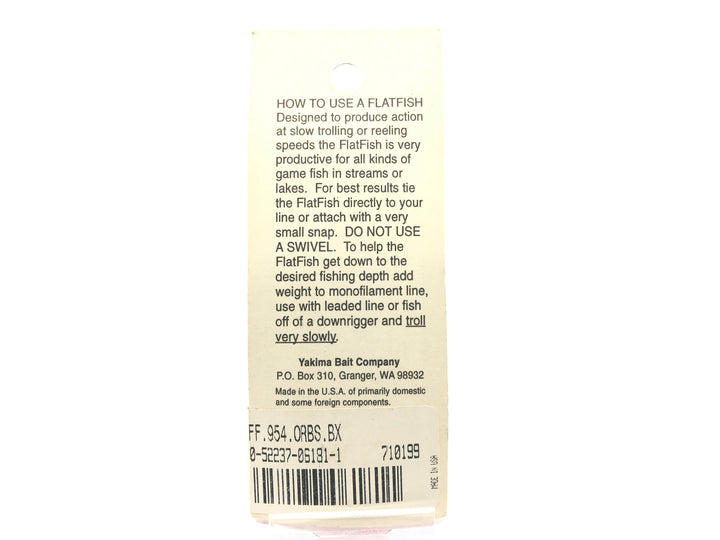 HOW TO USE A FLATFISH
Designed to produce action
at slow trolling or reeling
speeds the FlatFish is very
productive for all kinds of
game fish in streams or
lakes. For best results tie
the FlatFish directly to your
line or attach with a very
small snap. DO NOT USE
A SWIVEL. To help the
FlatFish get down to the
desired fishing depth add
weight to monofilament line,
use with leaded line or fish
off of a downrigger and troll
very slowly.
Yakima Bait Company
P.O. Box 310, Granger, WA 98932
Made in the U.S.A. of primarily domestic
and some foreign components.
FF.954.ORBS.BX
0-52237-06181-1 710199
MADE IN USA